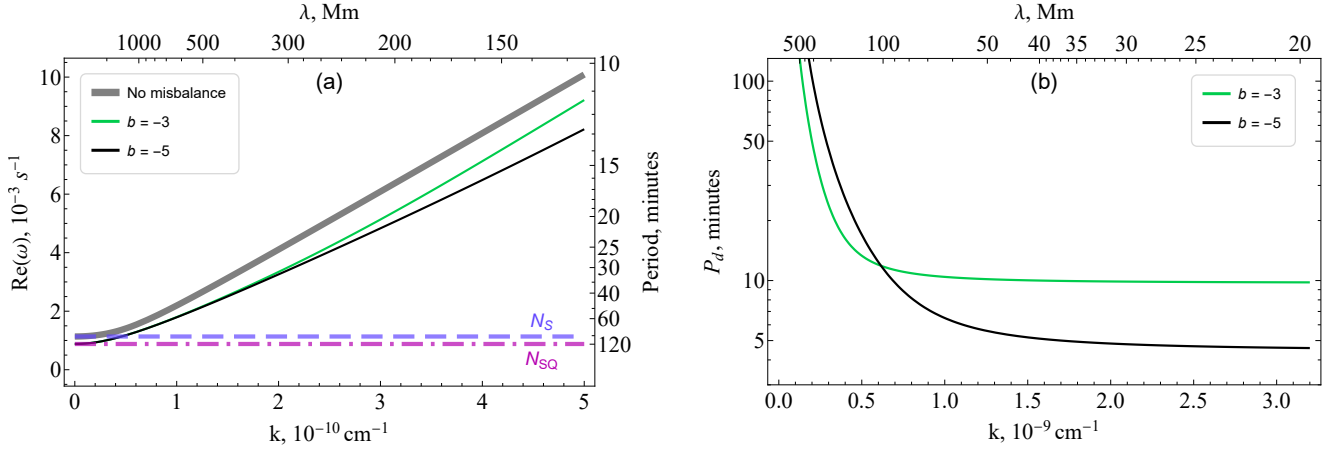 λ, Mm
1000 500 300 200 150
(a)
No misbalance
b = −3
b = −5
Re(ω), 10⁻³ s⁻¹
10
8
6
4
2
0
10
15
20
25
30
60
120
Period, minutes
N_S
N_SQ
0 1 2 3 4 5
k, 10⁻¹⁰ cm⁻¹
λ, Mm
500 100 50 40 35 30 25 20
(b)
b = −3
b = −5
P_d, minutes
100
50
10
5
0.0 0.5 1.0 1.5 2.0 2.5 3.0
k, 10⁻⁹ cm⁻¹